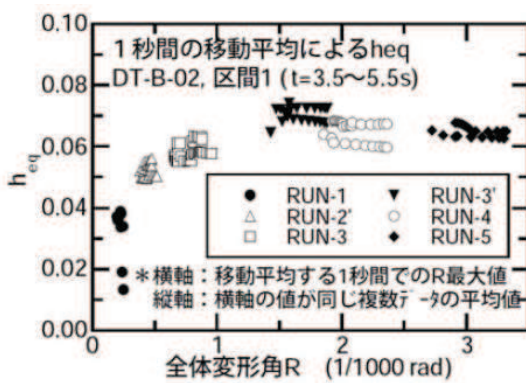 1秒間の移動平均によるheq
DT-B-02, 区間1 (t=3.5～5.5s)
0.10
0.08
0.06
0.04
0.02
0.00
heq
RUN-1
RUN-2'
RUN-3
RUN-3'
RUN-4
RUN-5
＊横軸：移動平均する1秒間でのR最大値
縦軸：横軸の値が同じ複数ﾃﾞｰﾀの平均値
0 1 2 3
全体変形角R (1/1000 rad)